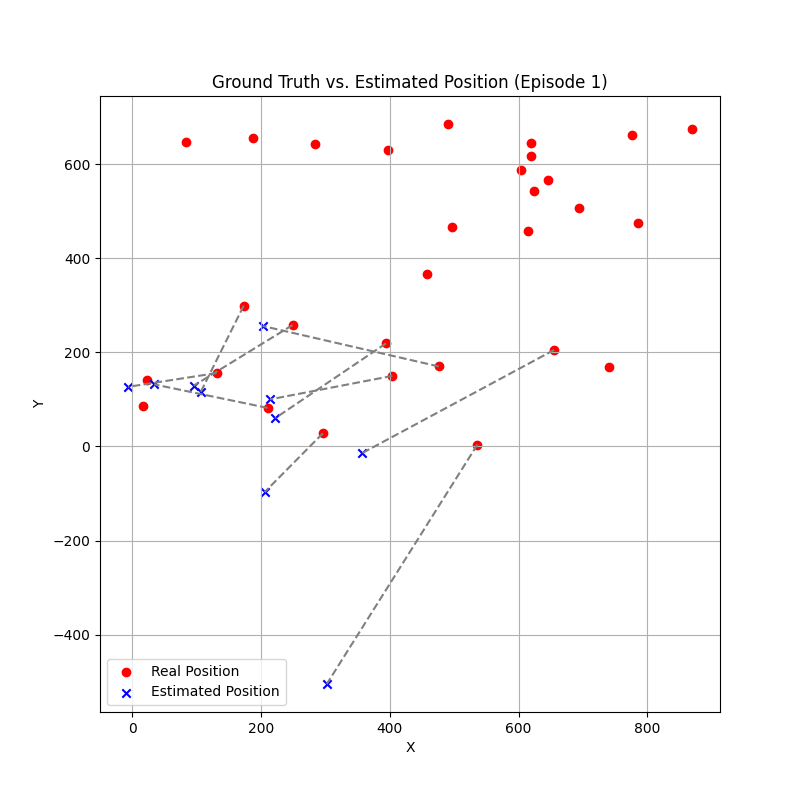 Ground Truth vs. Estimated Position (Episode 1)
Y
600
400
200
0
−200
−400
Real Position
Estimated Position
0 200 400 600 800
X